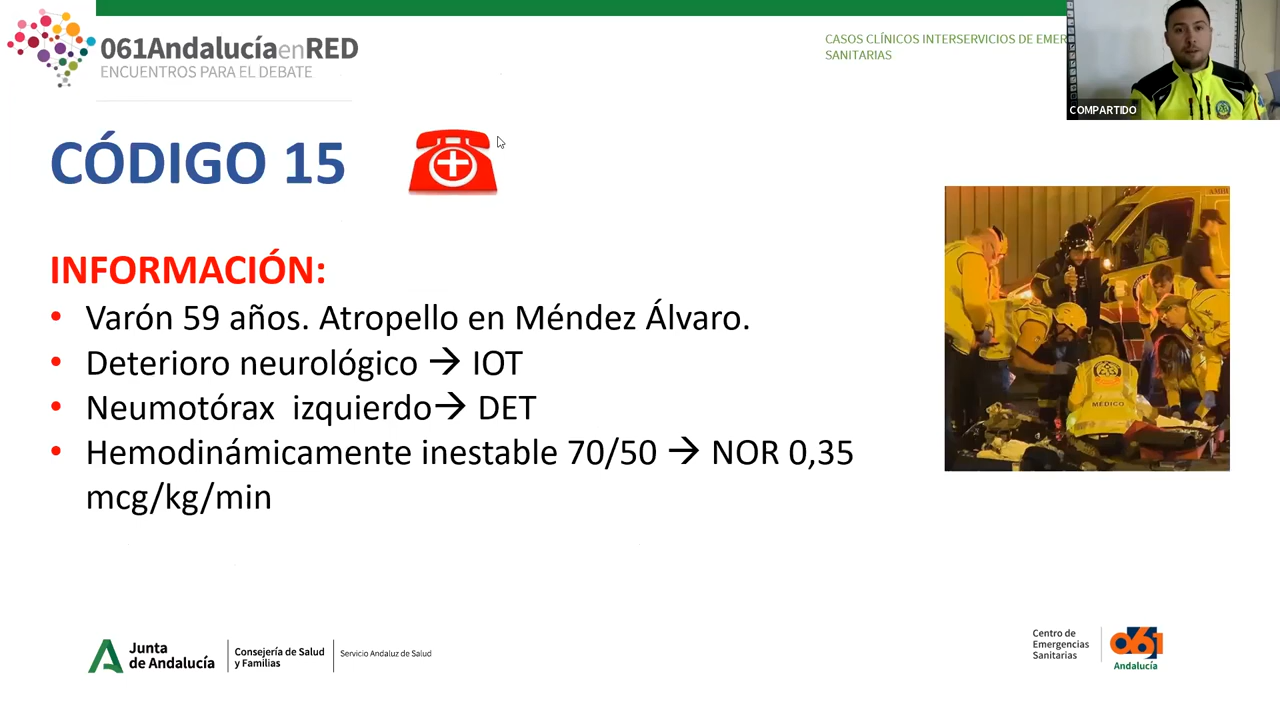 061AndalucíaenRED
ENCUENTROS PARA EL DEBATE
CASOS CLÍNICOS INTERSERVICIOS DE
SANITARIAS
COMPARTIDO
CÓDIGO 15
INFORMACIÓN:
• Varón 59 años. Atropello en Méndez Álvaro.
• Deterioro neurológico → IOT
• Neumotórax izquierdo→ DET
• Hemodinámicamente inestable 70/50 → NOR 0,35
mcg/kg/min
MÉDICO
Junta
de Andalucía
Consejería de Salud
y Familias
Servicio Andaluz de Salud
Centro de
Emergencias
Sanitarias
061
Andalucía